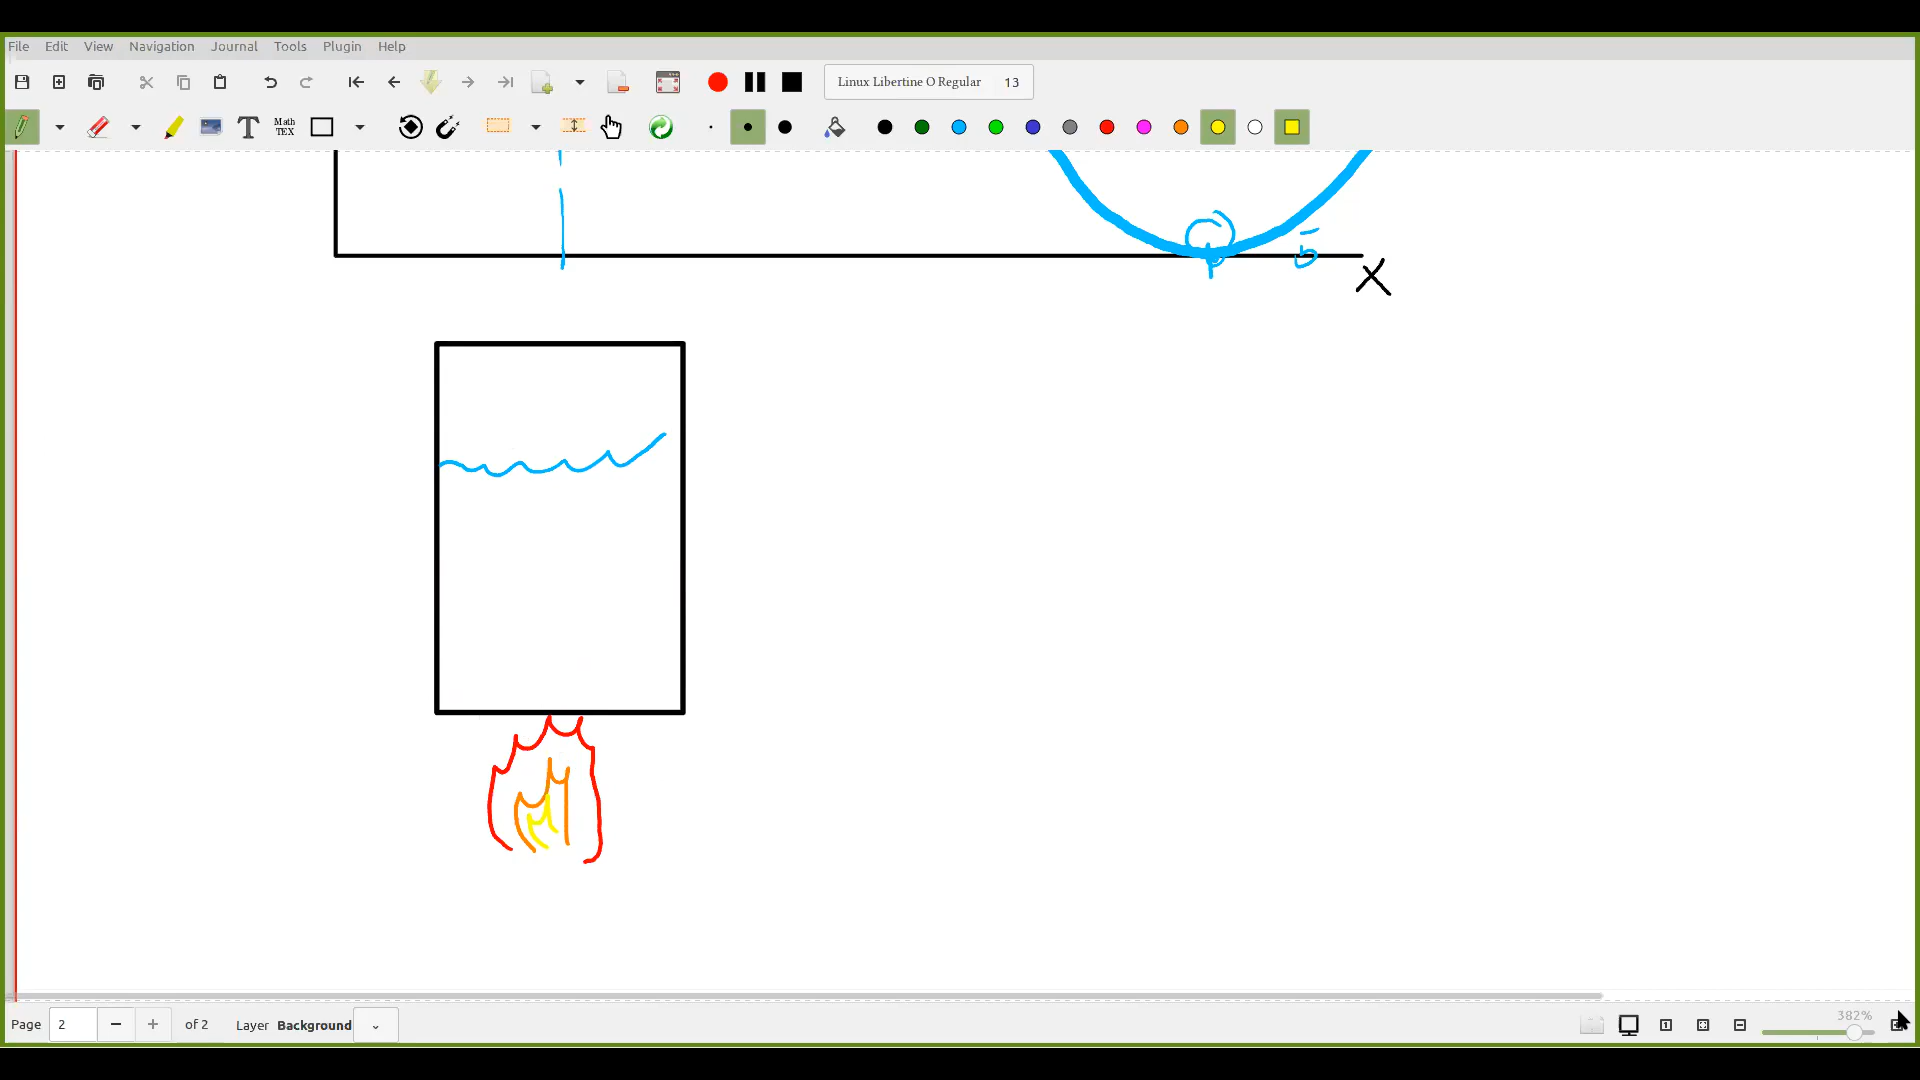 File Edit View Navigation Journal Tools Plugin Help
Linux Libertine O Regular 13
T Math TEX
5
X
Page 2 of 2 Layer Background 382%